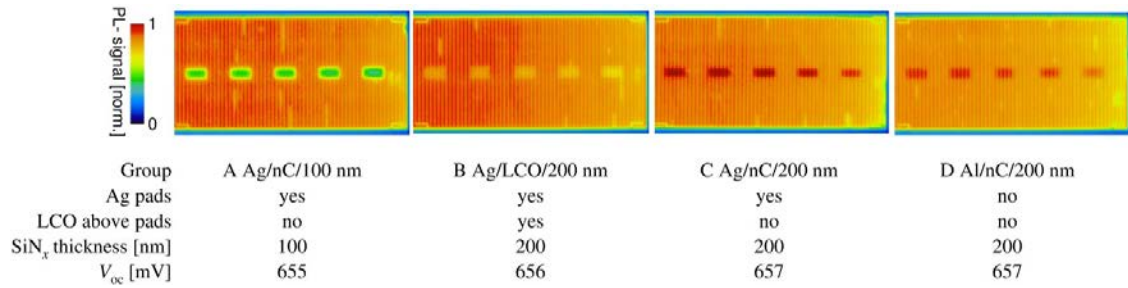 PL- signal [norm.]
1
0
Group A Ag/nC/100 nm B Ag/LCO/200 nm C Ag/nC/200 nm D Al/nC/200 nm
Ag pads yes yes yes no
LCO above pads no yes no no
SiNx thickness [nm] 100 200 200 200
Voc [mV] 655 656 657 657